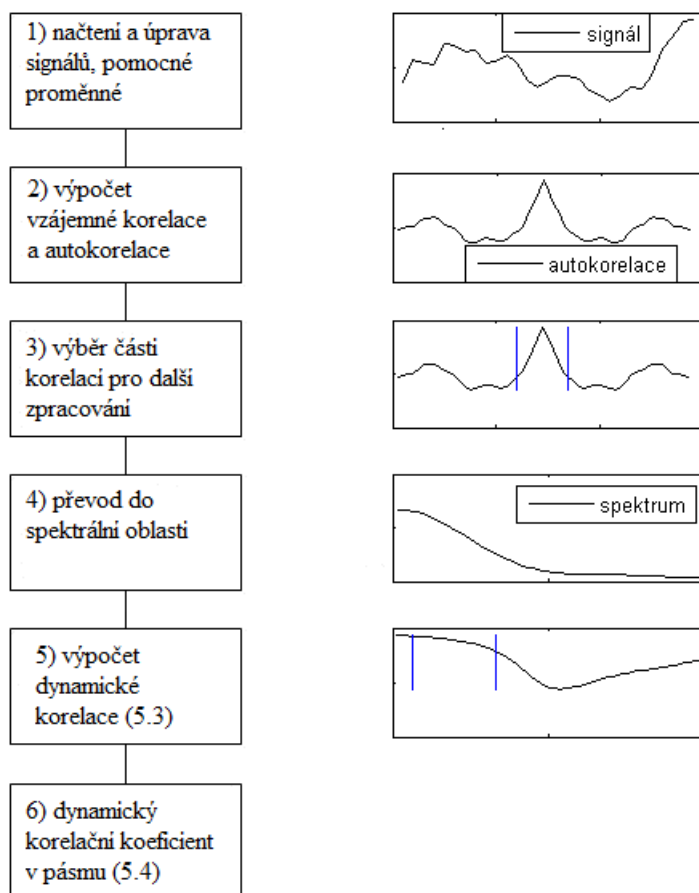 1) načtení a úprava
signálů, pomocné
proměnné
signál
2) výpočet
vzájemné korelace
a autokorelace
autokorelace
3) výběr části
korelací pro další
zpracování
4) převod do
spektrální oblasti
spektrum
5) výpočet
dynamické
korelace (5.3)
6) dynamický
korelační koeficient
v pásmu (5.4)